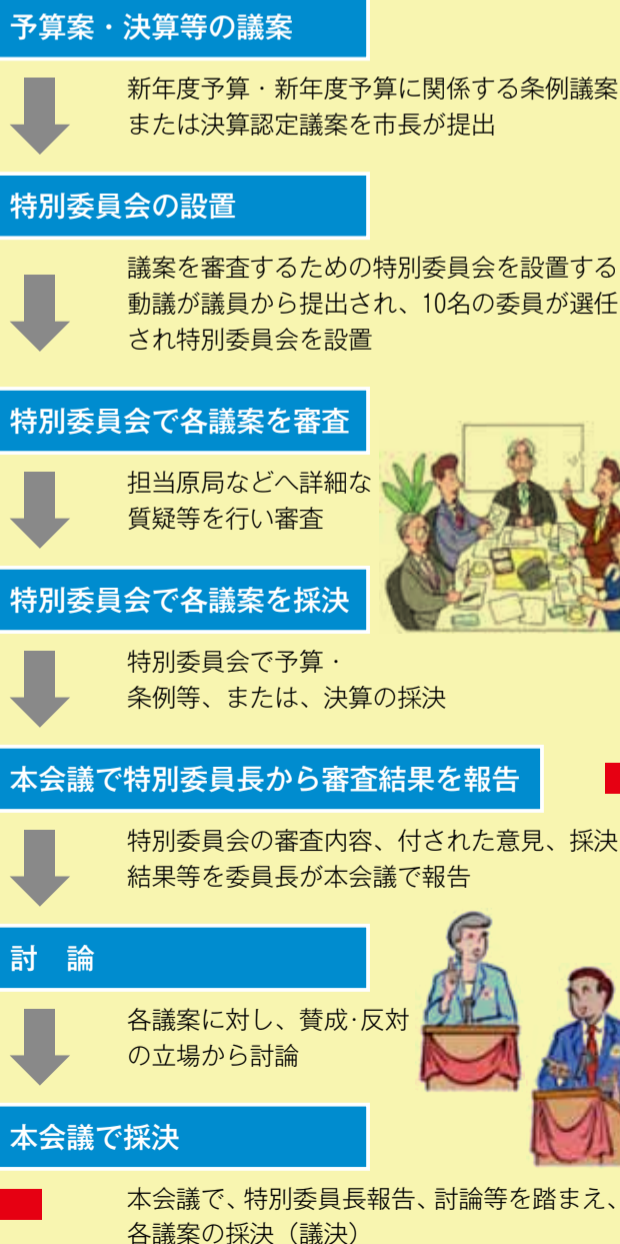 予算案・決算等の議案
新年度予算・新年度予算に関係する条例議案
または決算認定議案を市長が提出
特別委員会の設置
議案を審査するための特別委員会を設置する
動議が議員から提出され、10名の委員が選任
され特別委員会を設置
特別委員会で各議案を審査
担当原局などへ詳細な
質疑等を行い審査
特別委員会で各議案を採決
特別委員会で予算・
条例等、または、決算の採決
本会議で特別委員長から審査結果を報告
特別委員会の審査内容、付された意見、採決
結果等を委員長が本会議で報告
討　論
各議案に対し、賛成・反対
の立場から討論
本会議で採決
本会議で、特別委員長報告、討論等を踏まえ、
各議案の採決（議決）